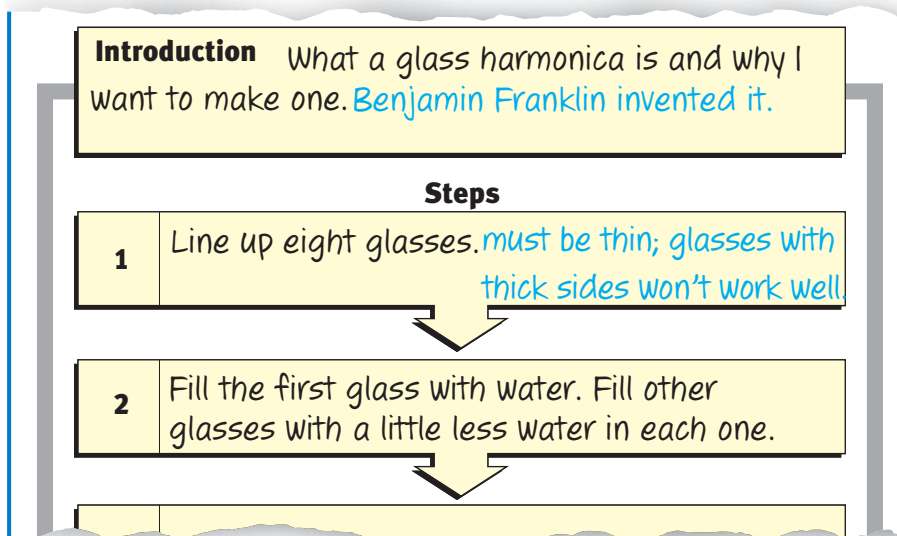 Introduction What a glass harmonica is and why I
want to make one. Benjamin Franklin invented it.
Steps
1 Line up eight glasses. must be thin; glasses with
thick sides won't work well.
2 Fill the first glass with water. Fill other
glasses with a little less water in each one.